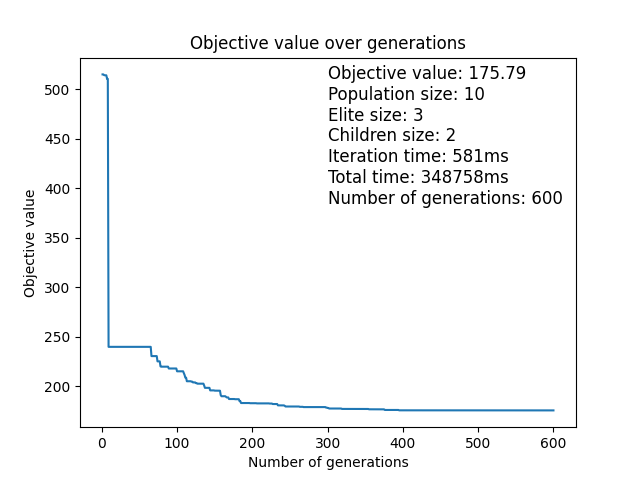 Objective value over generations
Objective value: 175.79
Population size: 10
Elite size: 3
Children size: 2
Iteration time: 581ms
Total time: 348758ms
Number of generations: 600
Objective value
500
450
400
350
300
250
200
0 100 200 300 400 500 600
Number of generations